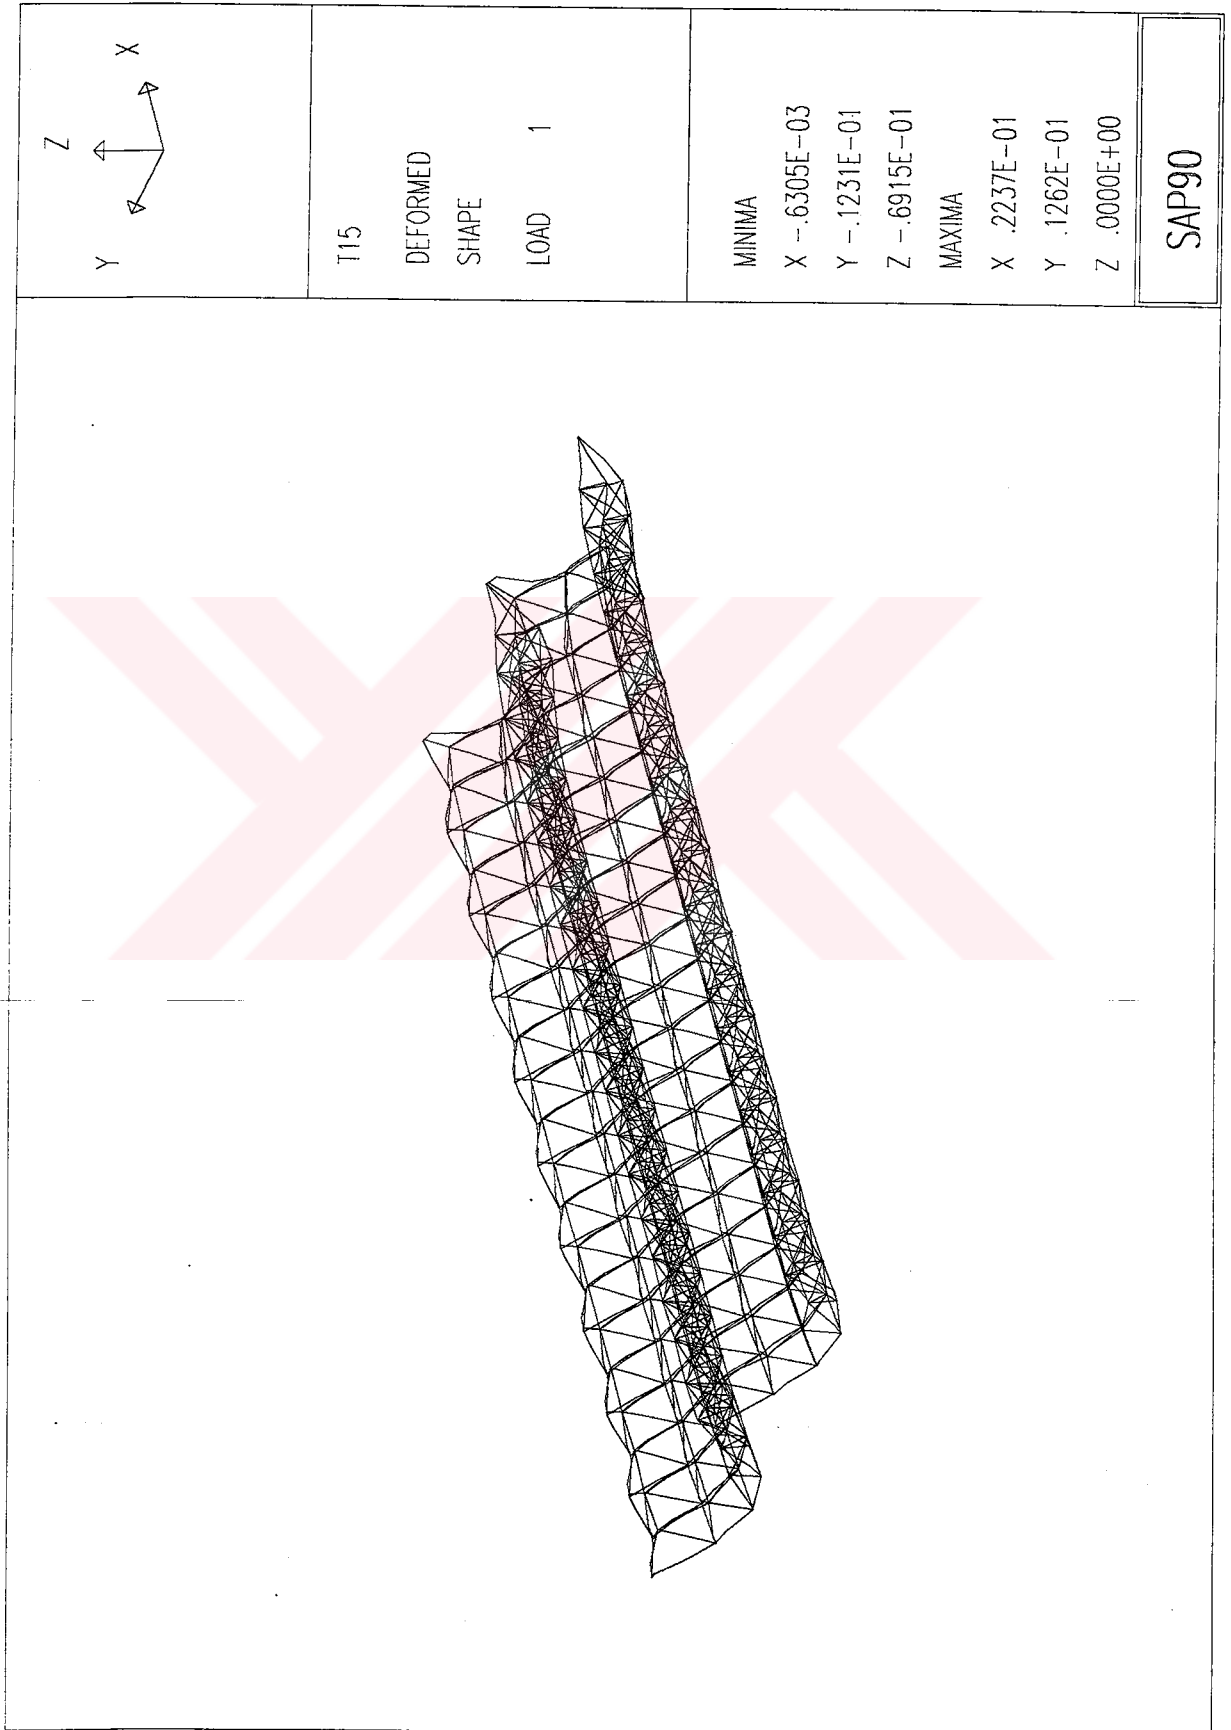 Z
X
Y
T15
DEFORMED
SHAPE
LOAD 1
MINIMA
X -.6305E-03
Y -.1231E-01
Z -.6915E-01
MAXIMA
X .2237E-01
Y .1262E-01
Z .0000E+00
SAP90